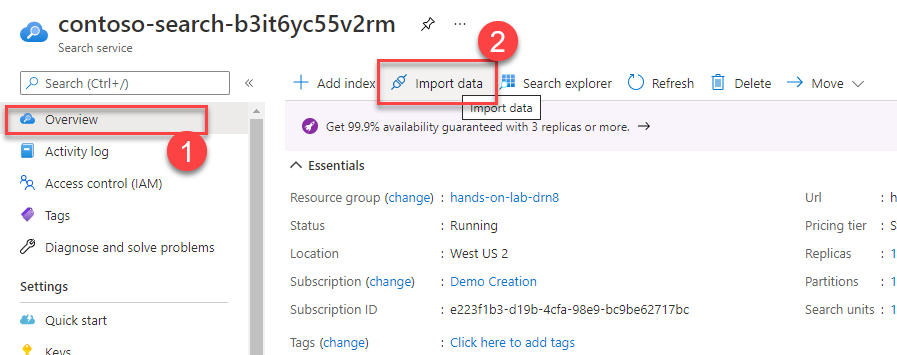 contoso-search-b3it6yc55v2rm
Search service
2
Search (Ctrl+/)
Add index
Import data
Search explorer
Refresh
Delete
Move
Import data
Overview
1
Activity log
Access control (IAM)
Tags
Diagnose and solve problems
Settings
Quick start
Keys
Get 99.9% availability guaranteed with 3 replicas or more. →
Essentials
Resource group (change) : hands-on-lab-drn8
Status : Running
Location : West US 2
Subscription (change) : Demo Creation
Subscription ID : e223f1b3-d19b-4cfa-98e9-bc9be62717bc
Tags (change) : Click here to add tags
Url : h
Pricing tier : S
Replicas : 1
Partitions : 1
Search units : 1